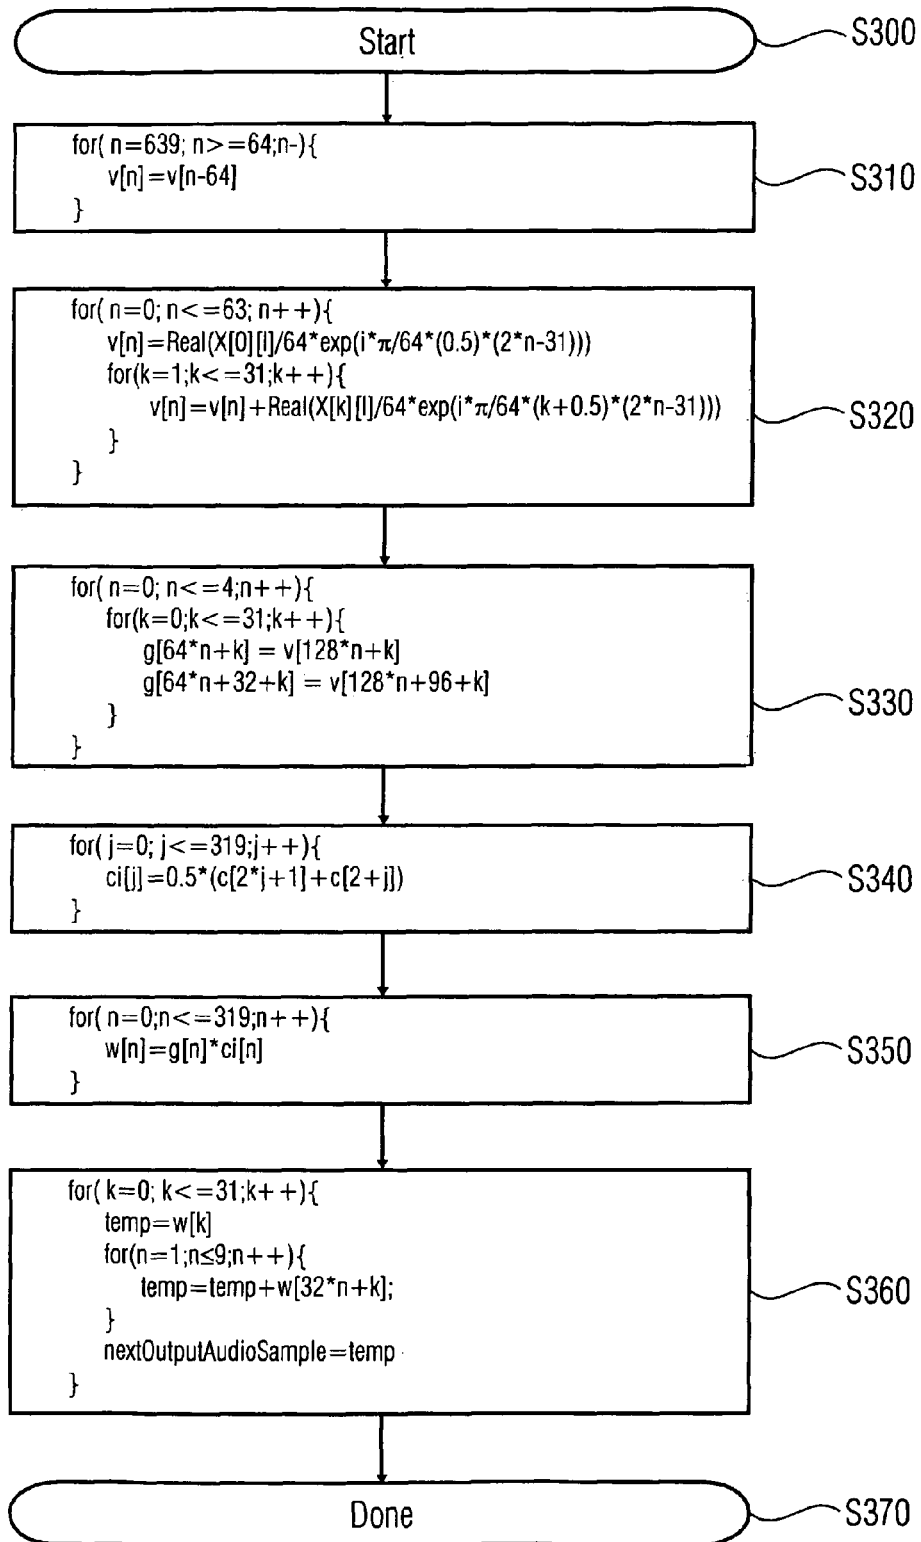 Start
S300
for( n=639; n>=64;n-){
v[n]=v[n-64]
}
S310
for( n=0; n<=63; n++){
v[n]=Real(X[0][l]/64*exp(i*π/64*(0.5)*(2*n-31)))
for(k=1;k<=31;k++){
v[n]=v[n]+Real(X[k][l]/64*exp(i*π/64*(k+0.5)*(2*n-31)))
}
}
S320
for( n=0; n<=4;n++){
for(k=0;k<=31;k++){
g[64*n+k] = v[128*n+k]
g[64*n+32+k] = v[128*n+96+k]
}
}
S330
for( j=0; j<=319;j++){
ci[j]=0.5*(c[2*j+1]+c[2+j])
}
S340
for( n=0;n<=319;n++){
w[n]=g[n]*ci[n]
}
S350
for( k=0; k<=31;k++){
temp=w[k]
for(n=1;n≤9;n++){
temp=temp+w[32*n+k];
}
nextOutputAudioSample=temp
}
S360
Done
S370